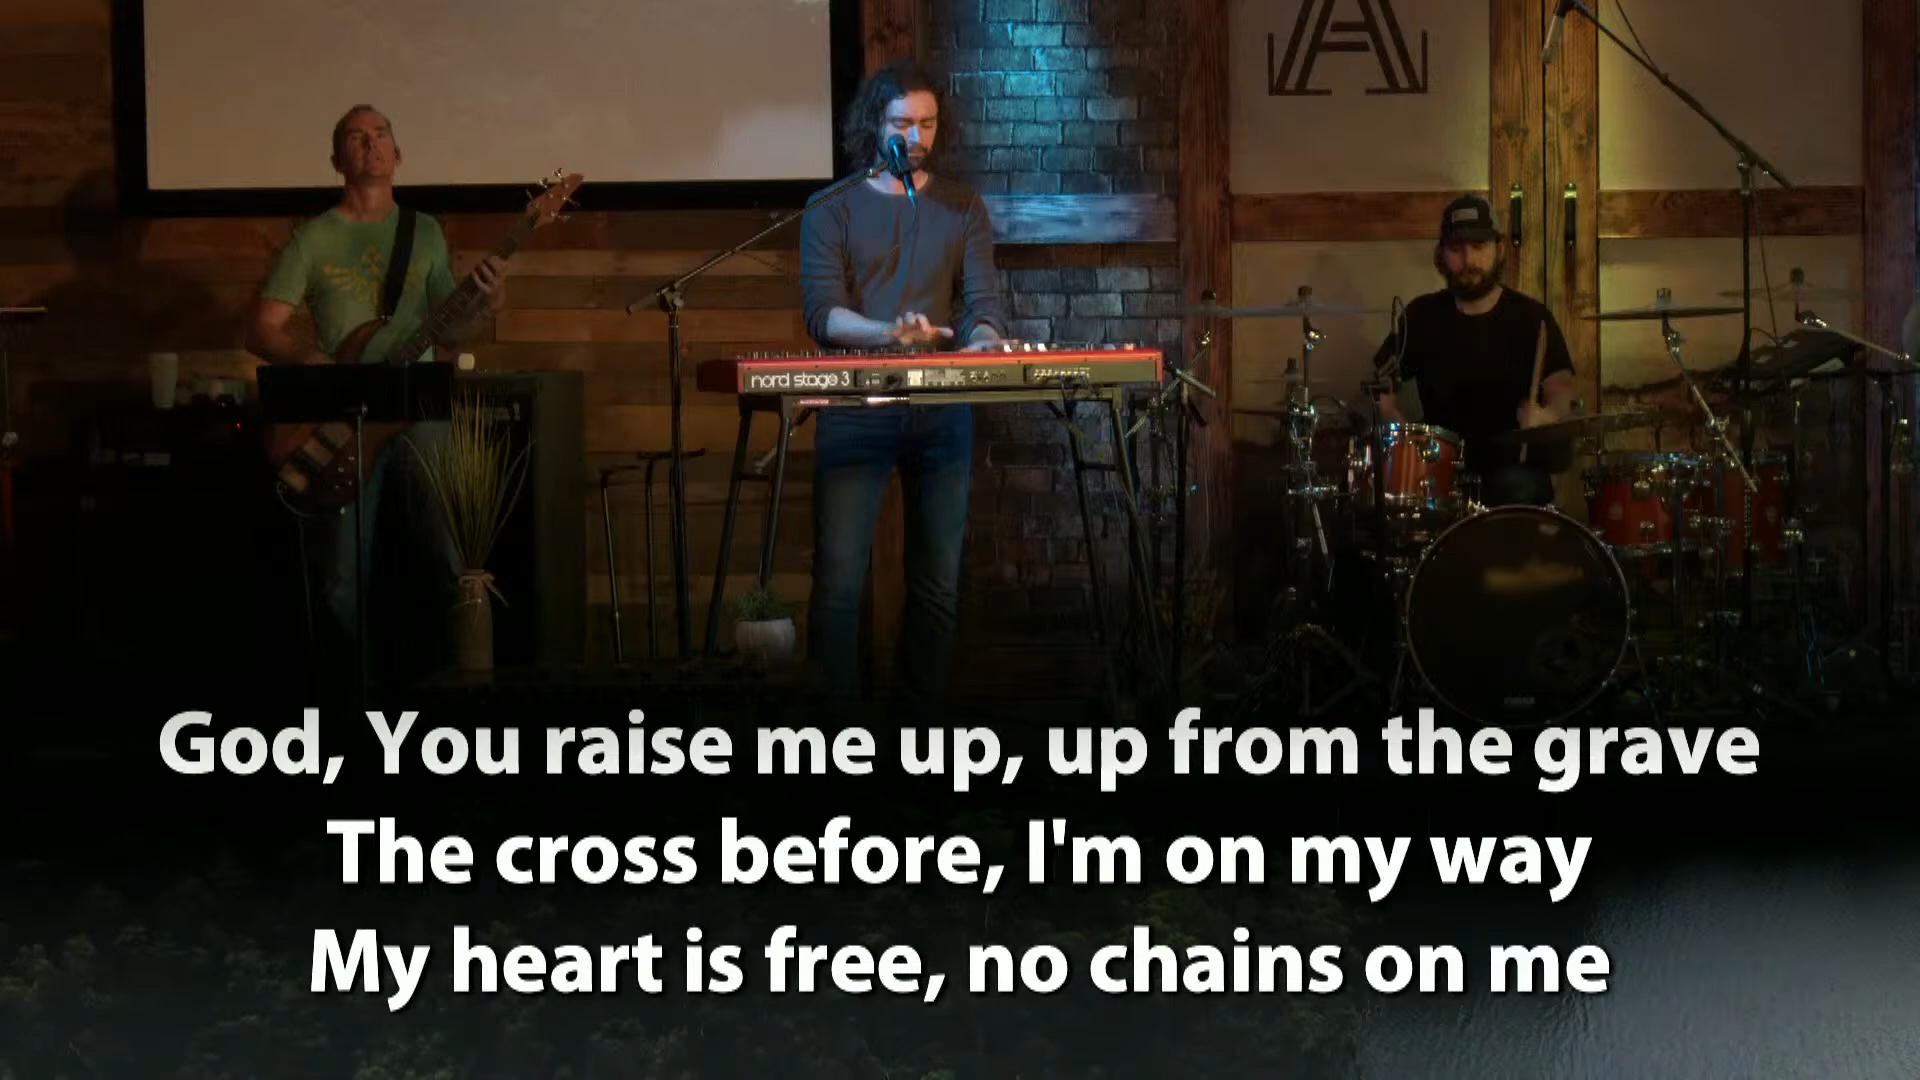 A
nord stage 3
God, You raise me up, up from the grave
The cross before, I'm on my way
My heart is free, no chains on me